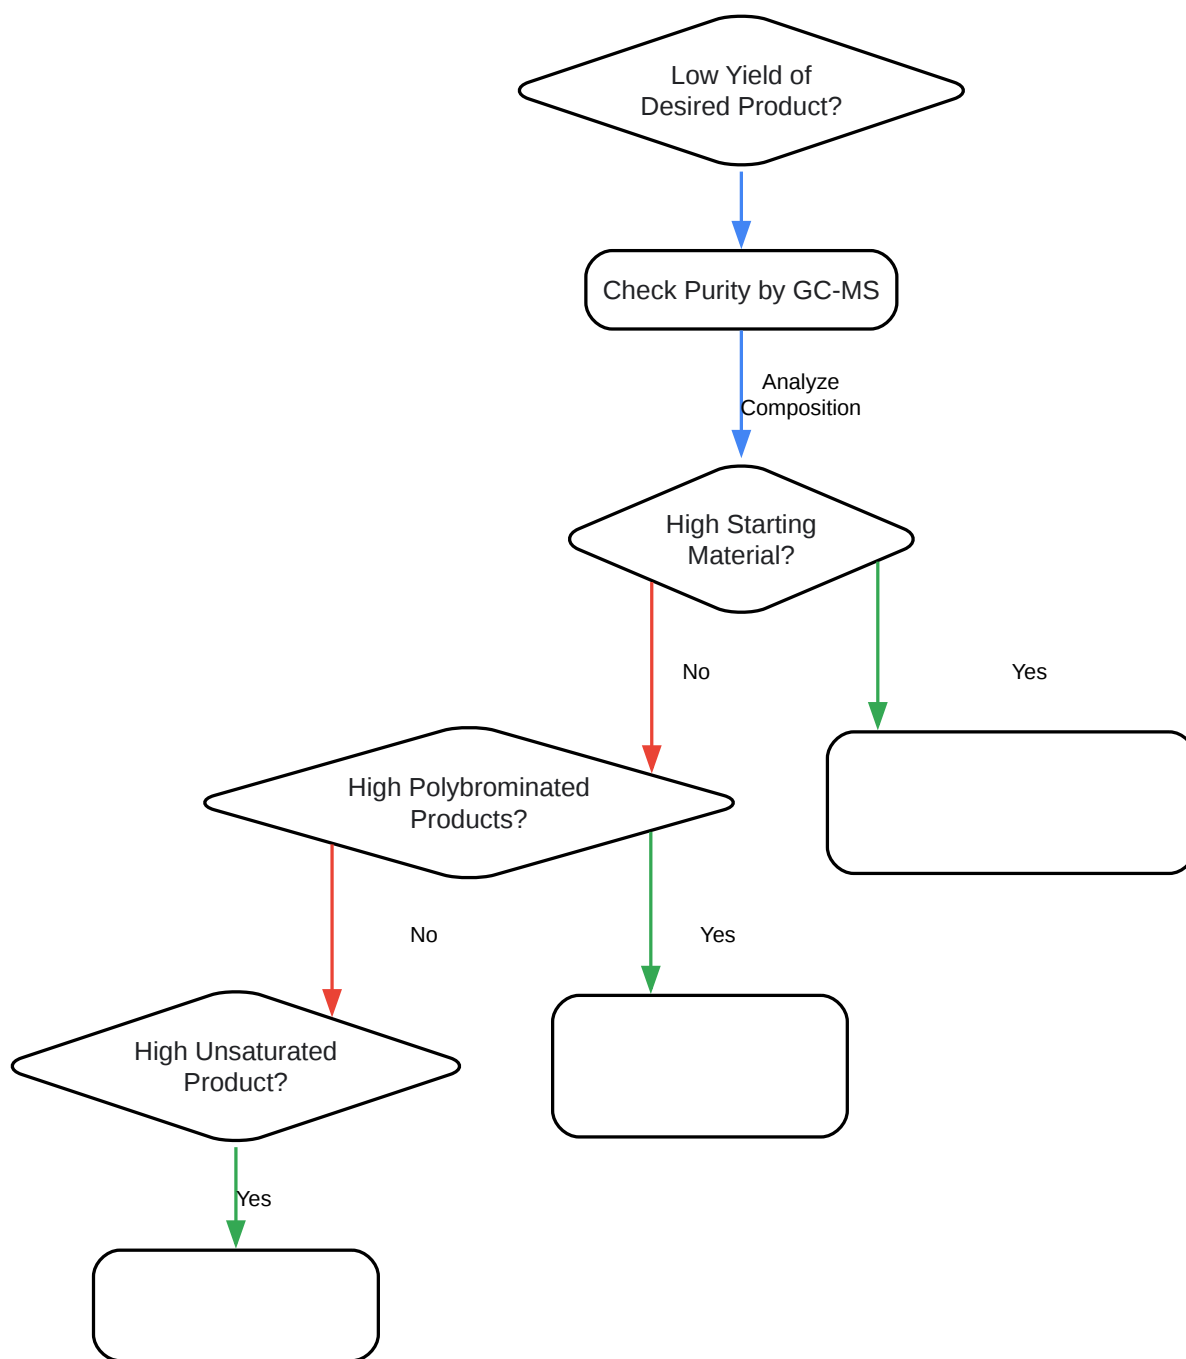 Low Yield of
Desired Product?
Check Purity by GC-MS
Analyze
Composition
High Starting
Material?
No
Yes
High Polybrominated
Products?
No
Yes
High Unsaturated
Product?
Yes